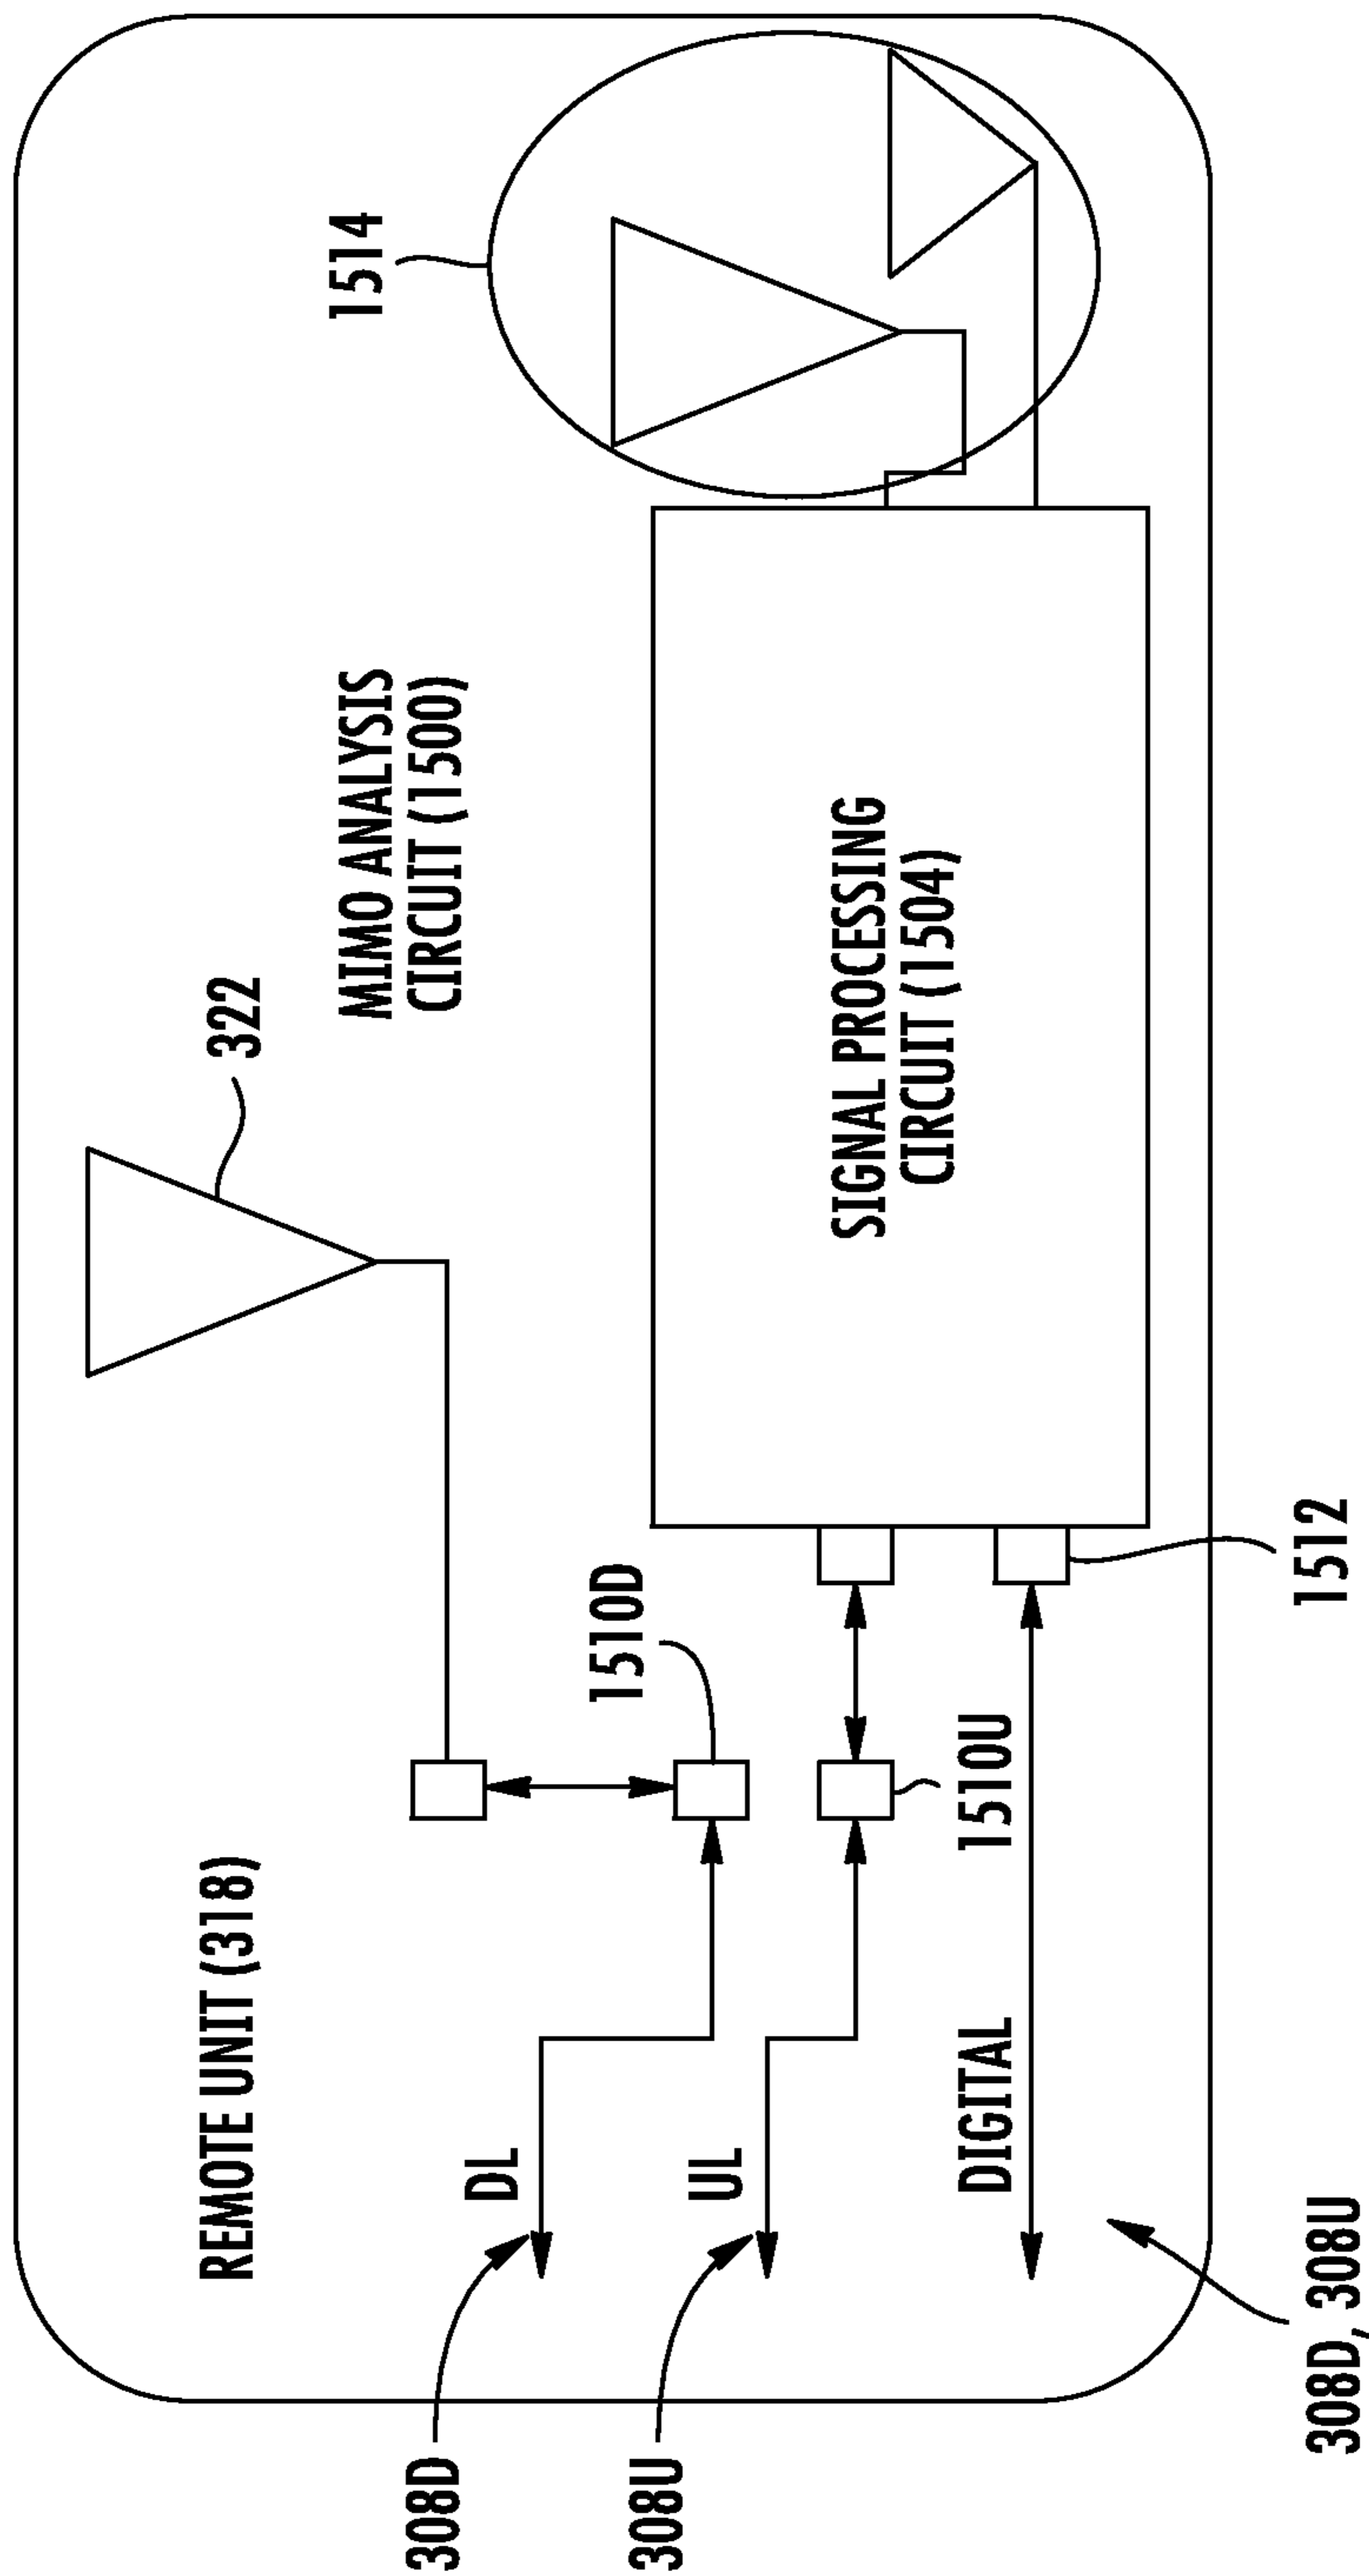 REMOTE UNIT (318)
322
MIMO ANALYSIS
CIRCUIT (1500)
1514
308D
DL
1510D
308U
UL
SIGNAL PROCESSING
CIRCUIT (1504)
DIGITAL
1510U
1512
308D, 308U